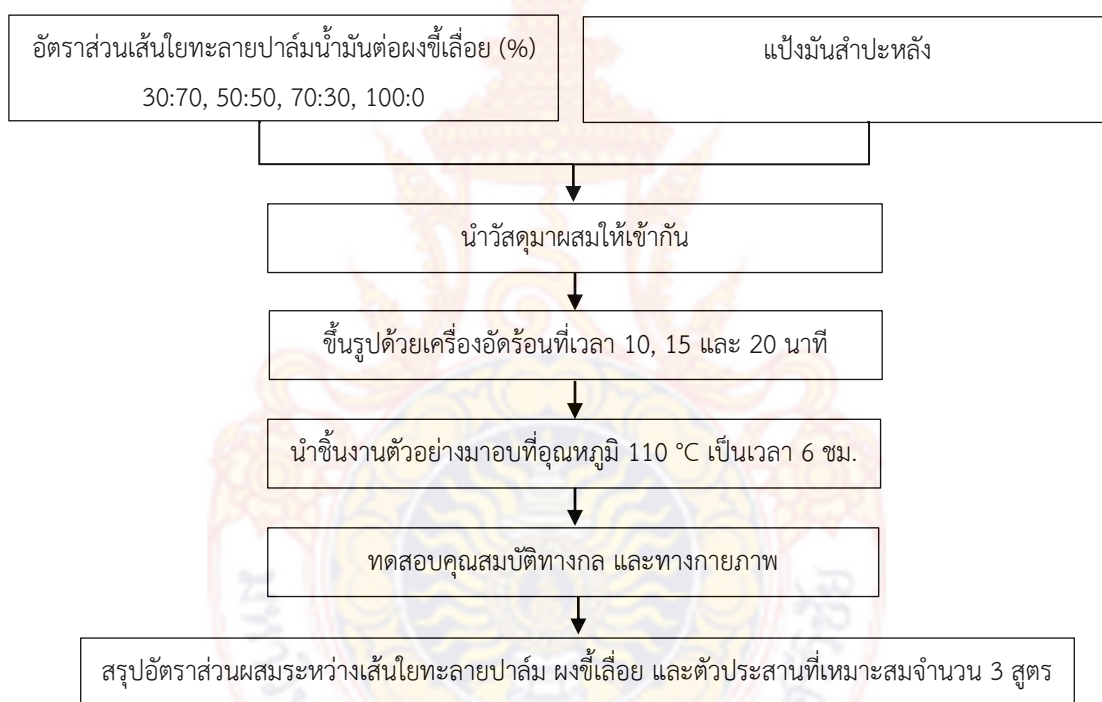 อัตราส่วนเส้นใยทะลายปาล์มน้ำมันต่อผงขี้เลื่อย (%)
30:70, 50:50, 70:30, 100:0
แป้งมันสำปะหลัง
นำวัสดุมาผสมให้เข้ากัน
ขึ้นรูปด้วยเครื่องอัดร้อนที่เวลา 10, 15 และ 20 นาที
นำชิ้นงานตัวอย่างมาอบที่อุณหภูมิ 110 °C เป็นเวลา 6 ชม.
ทดสอบคุณสมบัติทางกล และทางกายภาพ
สรุปอัตราส่วนผสมระหว่างเส้นใยทะลายปาล์ม ผงขี้เลื่อย และตัวประสานที่เหมาะสมจำนวน 3 สูตร